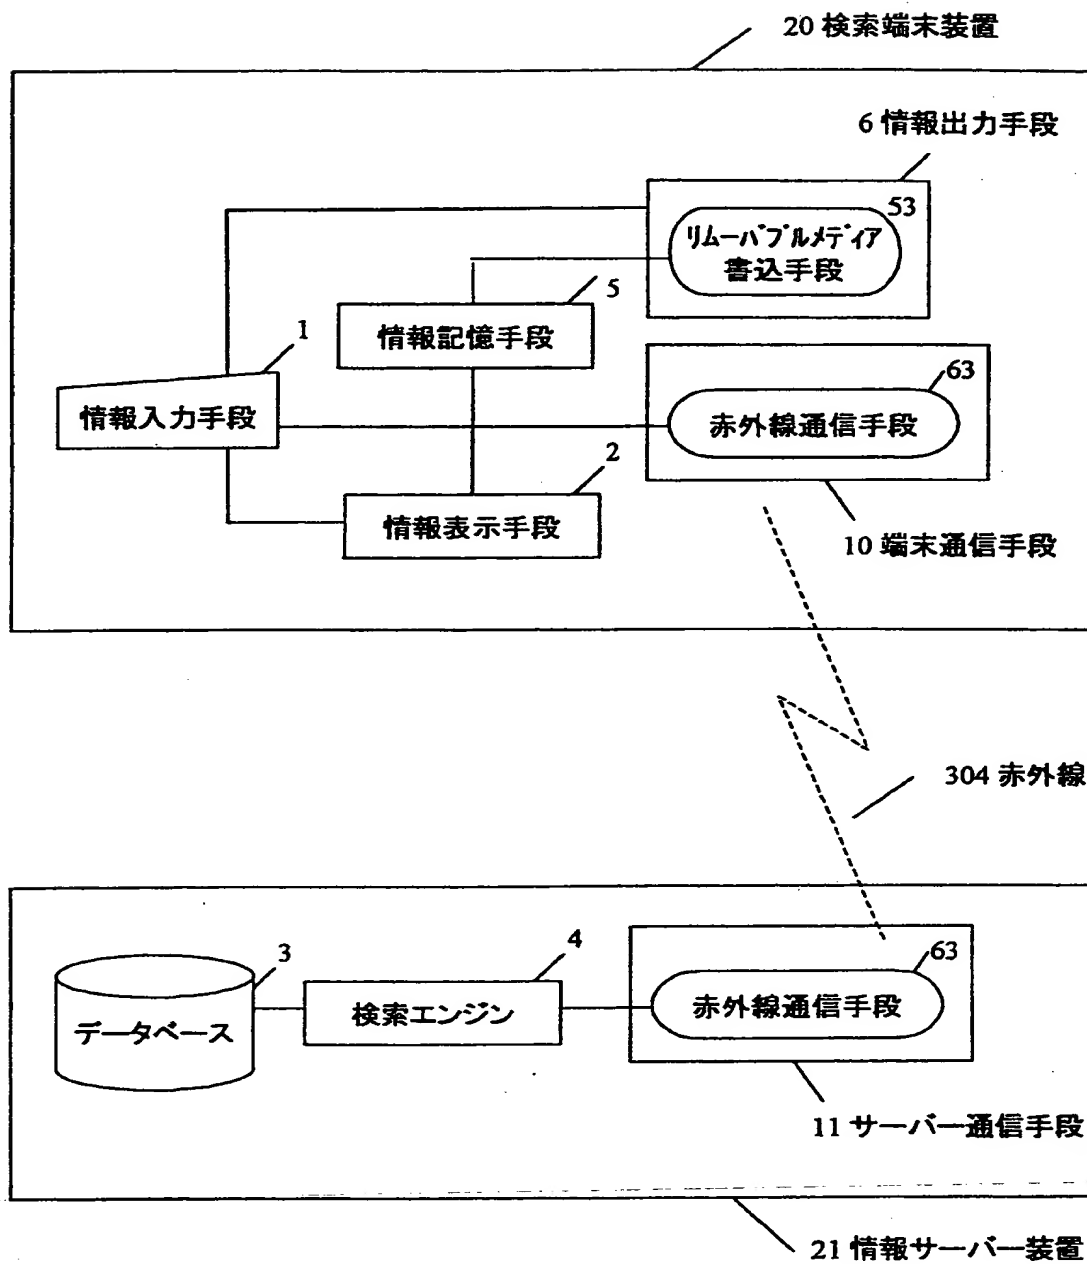 20 検索端末装置
6 情報出力手段
53
リムーバブルメディア
書込手段
5
情報記憶手段
1
情報入力手段
63
赤外線通信手段
2
情報表示手段
10 端末通信手段
304 赤外線
3
データベース
4
検索エンジン
63
赤外線通信手段
11 サーバー通信手段
21 情報サーバー装置